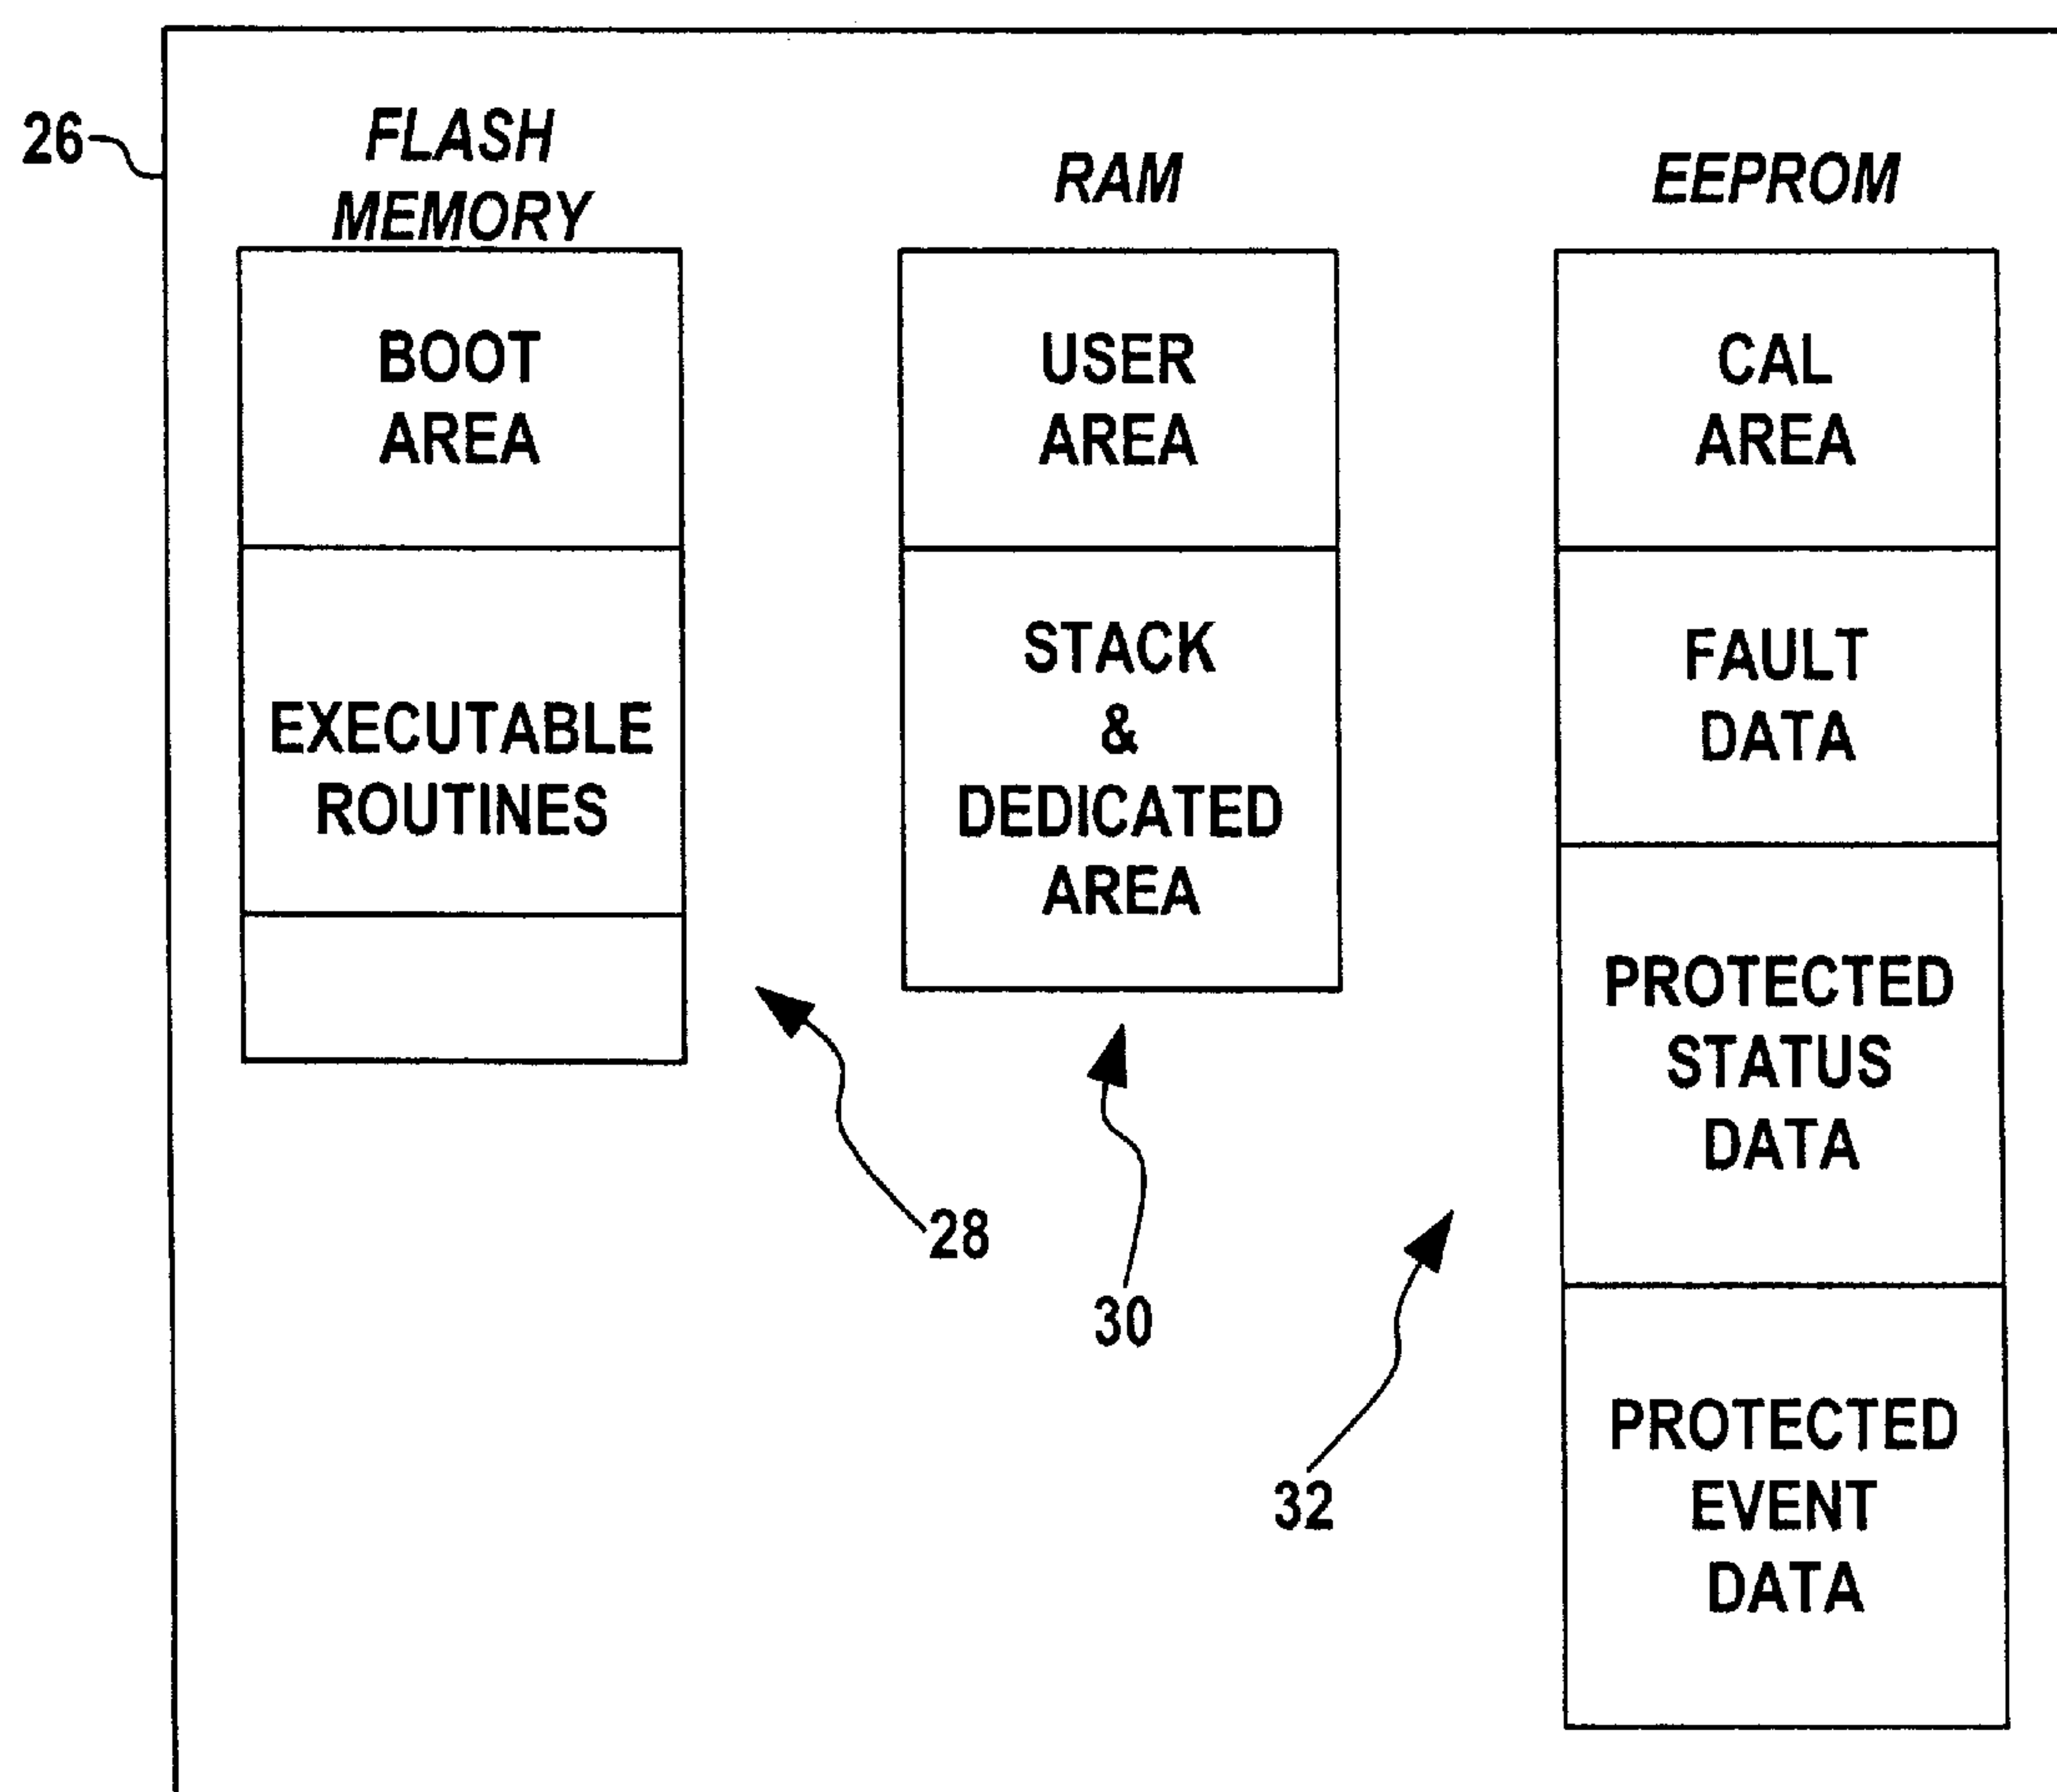 26
FLASH
MEMORY
BOOT
AREA
EXECUTABLE
ROUTINES
28
RAM
USER
AREA
STACK
&
DEDICATED
AREA
30
EEPROM
CAL
AREA
FAULT
DATA
PROTECTED
STATUS
DATA
PROTECTED
EVENT
DATA
32